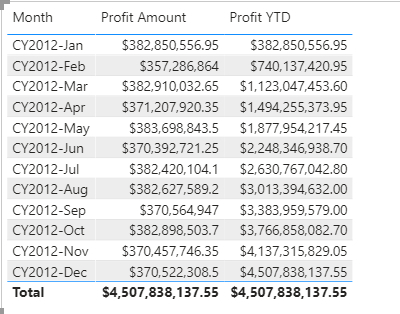 Month Profit Amount Profit YTD
CY2012-Jan $382,850,556.95 $382,850,556.95
CY2012-Feb $357,286,864 $740,137,420.95
CY2012-Mar $382,910,032.65 $1,123,047,453.60
CY2012-Apr $371,207,920.35 $1,494,255,373.95
CY2012-May $383,698,843.5 $1,877,954,217.45
CY2012-Jun $370,392,721.25 $2,248,346,938.70
CY2012-Jul $382,420,104.1 $2,630,767,042.80
CY2012-Aug $382,627,589.2 $3,013,394,632.00
CY2012-Sep $370,564,947 $3,383,959,579.00
CY2012-Oct $382,898,503.7 $3,766,858,082.70
CY2012-Nov $370,457,746.35 $4,137,315,829.05
CY2012-Dec $370,522,308.5 $4,507,838,137.55
Total $4,507,838,137.55 $4,507,838,137.55